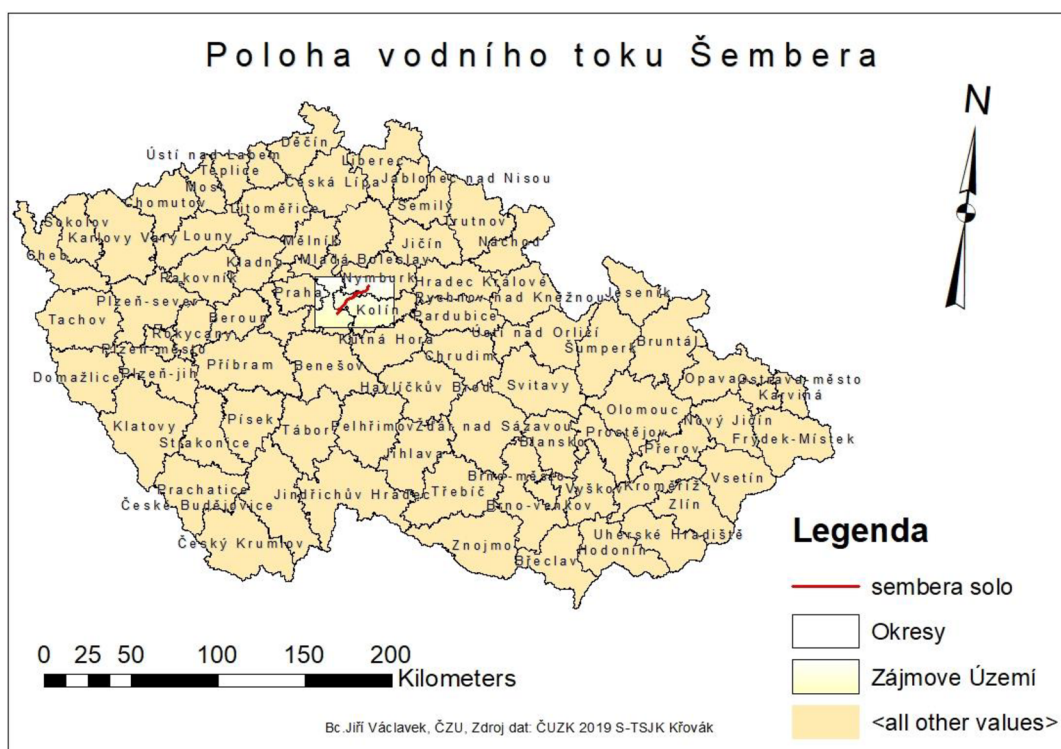 Poloha vodního toku Šembera
N
Děčín
Ústí nad Labem
Liberec
Teplice
Jablonec nad Nisou
Most
Česká Lípa
Chomutov
Litoměřice
Semily
Trutnov
Sokolov
Karlovy Vary
Louny
Mělník
Jičín
Náchod
Cheb
Kladno
Mladá Boleslav
Rakovník
Nymburk
Hradec Králové
Praha
Jeseník
Plzeň-sever
Rychnov nad Kněžnou
Tachov
Beroun
Kolín
Pardubice
Rokycany
Ústí nad Orlicí
Kutná Hora
Bruntál
Plzeň-město
Chrudim
Šumperk
Domažlice
Plzeň-jih
Příbram
Benešov
Opava
Ostrava-město
Havlíčkův Brod
Svitavy
Karviná
Olomouc
Klatovy
Písek
Nový Jičín
Tábor
Pelhřimov
Žďár nad Sázavou
Prostějov
Strakonice
Blansko
Frýdek-Místek
Přerov
Jihlava
Brno-město
Vsetín
Prachatice
Jindřichův Hradec
Třebíč
Vyškov
Kroměříž
České Budějovice
Brno-venkov
Zlín
Uherské Hradiště
Český Krumlov
Znojmo
Hodonín
Břeclav
Legenda
sembera solo
Okresy
Zájmove Území
<all other values>
0 25 50 100 150 200
Kilometers
Bc.Jiří Václavek, ČZU, Zdroj dat: ČUZK 2019 S-TSJK Křovák